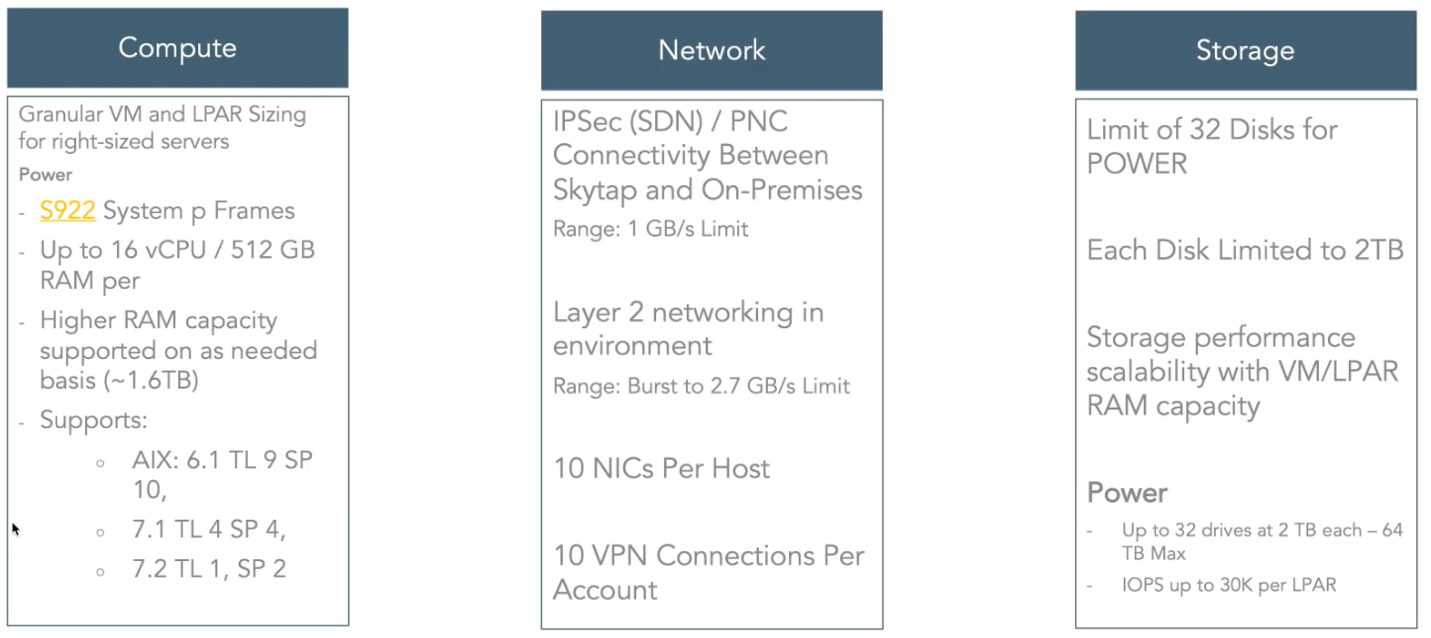 Compute
Granular VM and LPAR Sizing
for right-sized servers
Power
- S922 System p Frames
- Up to 16 vCPU / 512 GB
RAM per
- Higher RAM capacity
supported on as needed
basis (~1.6TB)
- Supports:
○ AIX: 6.1 TL 9 SP
10,
○ 7.1 TL 4 SP 4,
○ 7.2 TL 1, SP 2
Network
IPSec (SDN) / PNC
Connectivity Between
Skytap and On-Premises
Range: 1 GB/s Limit
Layer 2 networking in
environment
Range: Burst to 2.7 GB/s Limit
10 NICs Per Host
10 VPN Connections Per
Account
Storage
Limit of 32 Disks for
POWER
Each Disk Limited to 2TB
Storage performance
scalability with VM/LPAR
RAM capacity
Power
- Up to 32 drives at 2 TB each – 64
TB Max
- IOPS up to 30K per LPAR